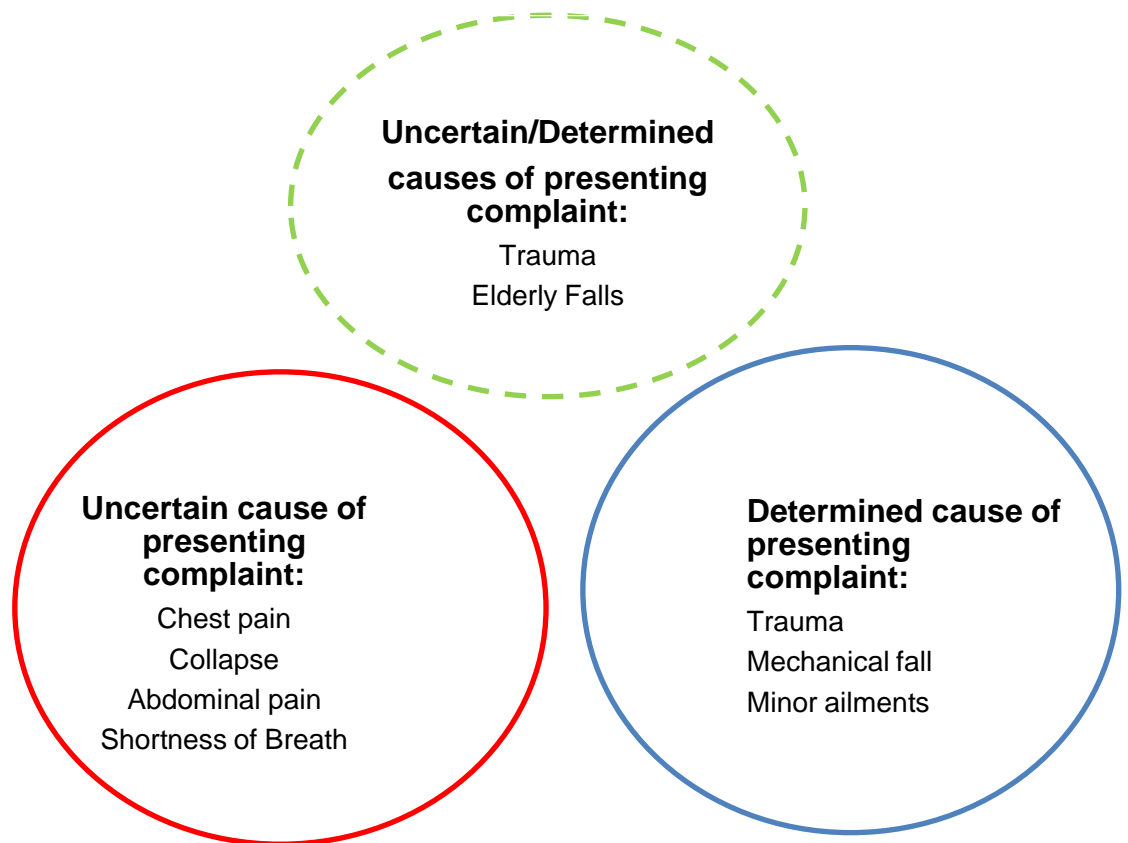 Uncertain/Determined
causes of presenting
complaint:
Trauma
Elderly Falls
Uncertain cause of
presenting
complaint:
Chest pain
Collapse
Abdominal pain
Shortness of Breath
Determined cause of
presenting
complaint:
Trauma
Mechanical fall
Minor ailments